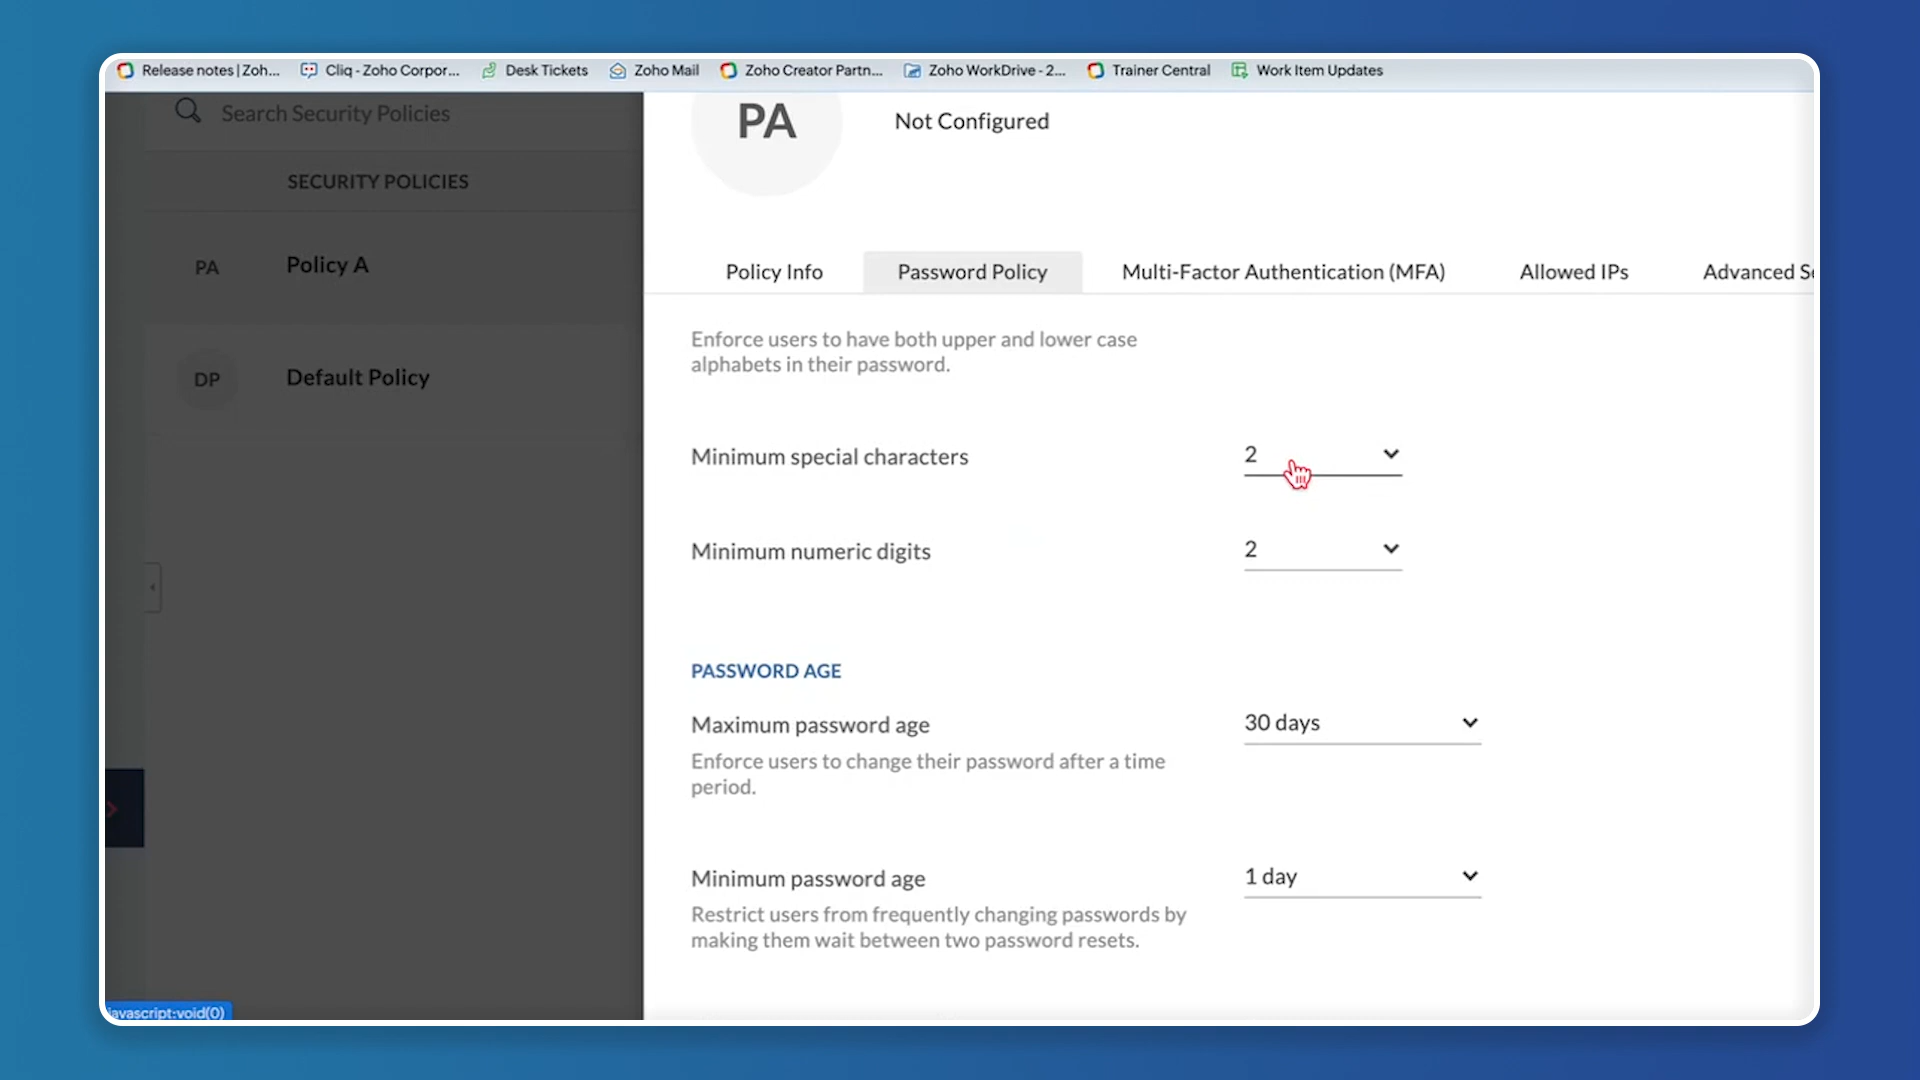 Release notes | Zoh...
Cliq - Zoho Corpor...
Desk Tickets
Zoho Mail
Zoho Creator Partn...
Zoho WorkDrive - 2...
Trainer Central
Work Item Updates
Search Security Policies
SECURITY POLICIES
PA
Policy A
DP
Default Policy
PA
Not Configured
Policy Info
Password Policy
Multi-Factor Authentication (MFA)
Allowed IPs
Advanced Se
Enforce users to have both upper and lower case
alphabets in their password.
Minimum special characters
2
Minimum numeric digits
2
PASSWORD AGE
Maximum password age
30 days
Enforce users to change their password after a time
period.
Minimum password age
1 day
Restrict users from frequently changing passwords by
making them wait between two password resets.
javascript:void(0)